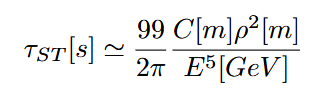 τ_{ST}[s] ≃ \frac{99}{2π} \frac{C[m]ρ^2[m]}{E^5[GeV]}